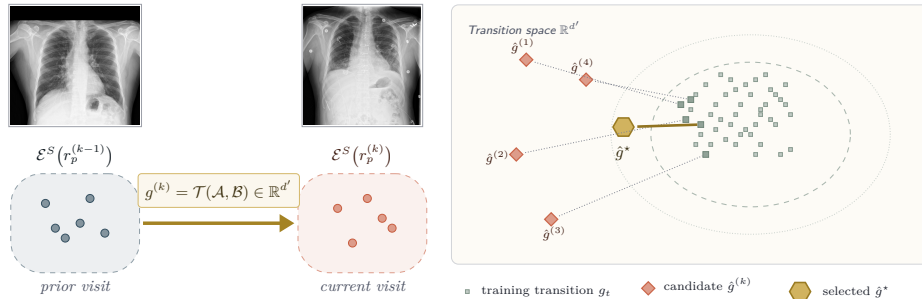 ℰ^S(r_p^{(k−1)})
ℰ^S(r_p^{(k)})
g^{(k)} = 𝒯(𝒜, ℬ) ∈ ℝ^{d′}
prior visit
current visit
Transition space ℝ^{d′}
ĝ^{(1)}
ĝ^{(4)}
ĝ^{(2)}
ĝ^⋆
ĝ^{(3)}
training transition g_t
candidate ĝ^{(k)}
selected ĝ^⋆